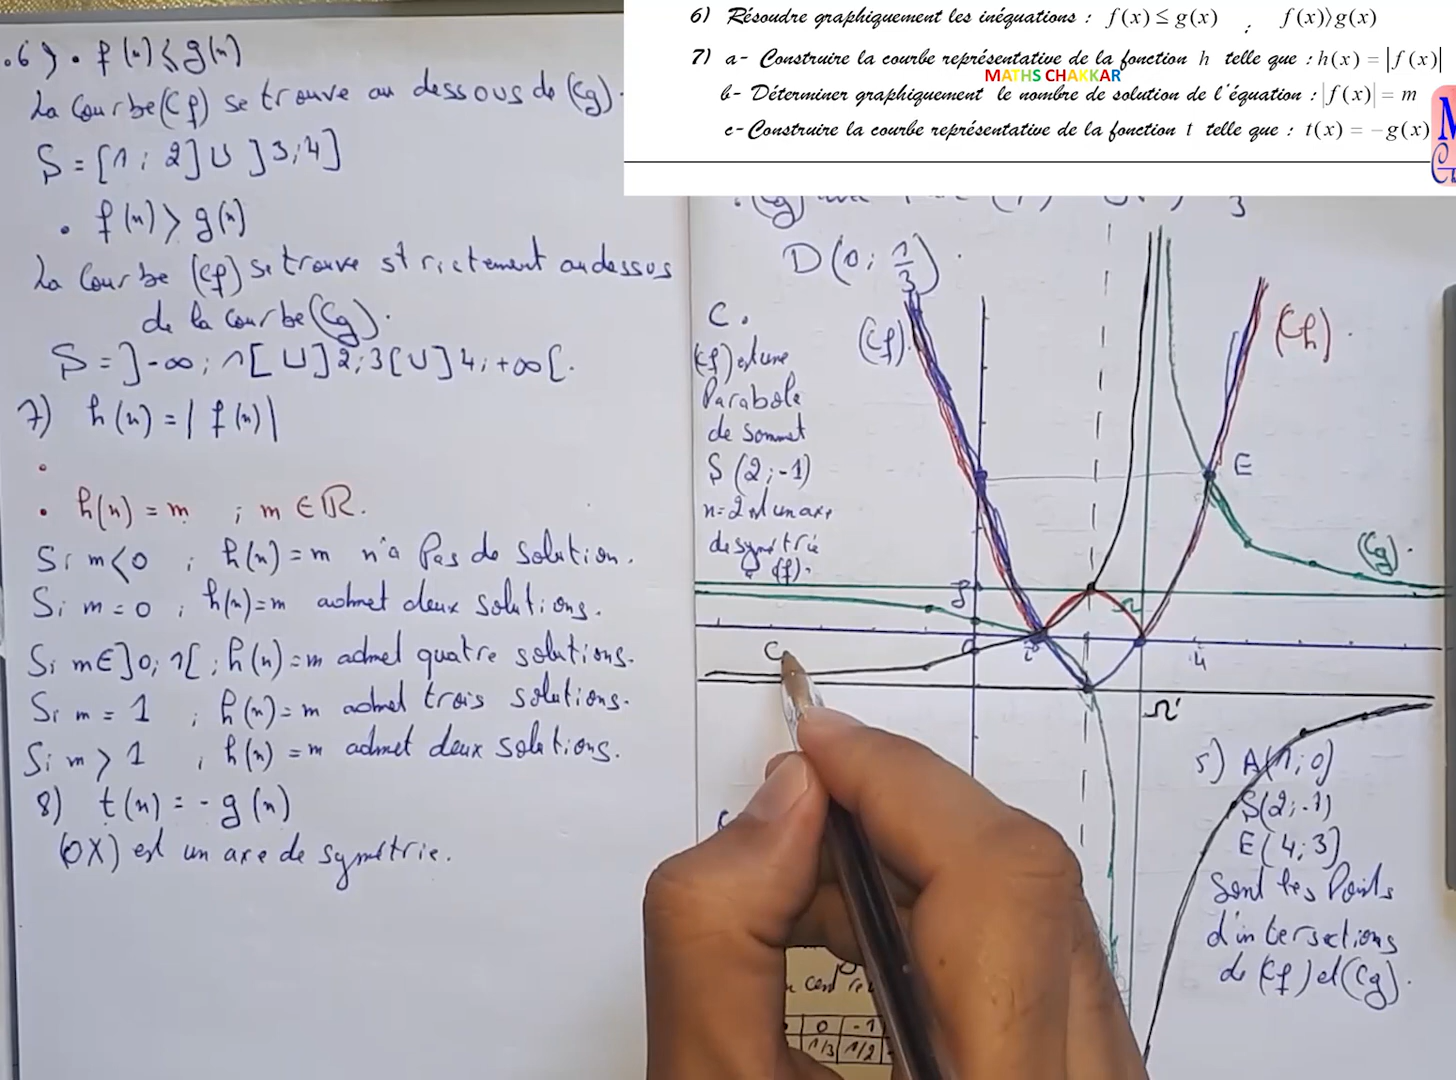 6) Résoudre graphiquement les inéquations : f(x) ≤ g(x) ; f(x)⟩g(x)
7) a- Construire la courbe représentative de la fonction h telle que : h(x) = |f(x)|
MATHS CHAKKAR
b- Déterminer graphiquement le nombre de solution de l'équation : |f(x)| = m
c- Construire la courbe représentative de la fonction t telle que : t(x) = -g(x)
.6) • f(x) ≤ g(x)
La Courbe (Cf) se trouve au dessous de (Cg).
S = [1 ; 2] ∪ ]3 ; 4]
• f(x) > g(x)
La Courbe (Cf) se trouve strictement au dessus
de la courbe (Cg).
S = ]-∞ ; 1[ ∪ ]2 ; 3[ ∪ ]4 ; +∞[.
7) h(x) = |f(x)|
• h(x) = m ; m ∈ ℝ.
Si m < 0 ; h(x) = m n'a Pas de solution.
Si m = 0 ; h(x) = m admet deux solutions.
Si m ∈ ]0 ; 1[ ; h(x) = m admet quatre solutions.
Si m = 1 ; h(x) = m admet trois solutions.
Si m > 1 ; h(x) = m admet deux solutions.
8) t(x) = - g(x)
(OX) est un axe de symétrie.
D(0 ; 1/3).
C.
(Cf) est une
Parabole
de sommet
S(2 ; -1)
x = 2 est un axe
de symétrie
(Cf).
(Ch).
E
(Cg).
Ω
4
C
Ω'
5) A(1 ; 0)
S(2 ; -1)
E(4 ; 3)
Sont les Points
d'intersections
de (Cf) et (Cg).
0 -1
1/3 1/2